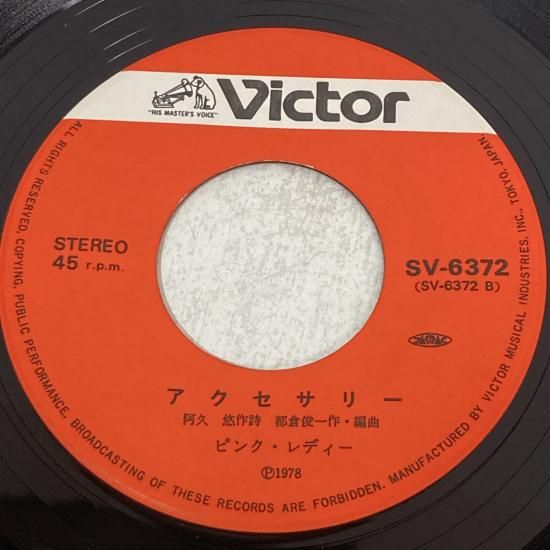 Victor
"HIS MASTER'S VOICE"
STEREO
45 r.p.m.
SV-6372
(SV-6372 B)
アクセサリー
阿久 悠作詩 都倉俊一作・編曲
ピンク・レディー
Ⓟ1978
ALL RIGHTS RESERVED. COPYING, PUBLIC PERFORMANCE, BROADCASTING OF THESE RECORDS ARE FORBIDDEN. MANUFACTURED BY VICTOR MUSICAL INDUSTRIES, INC., TOKYO, JAPAN.